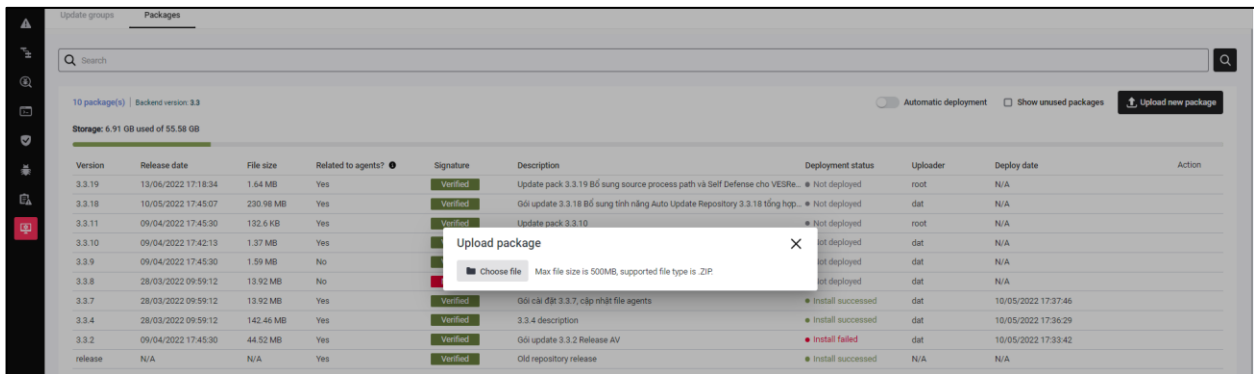 Update groups Packages
Search
10 package(s) | Backend version: 3.3 Automatic deployment Show unused packages Upload new package
Storage: 6.91 GB used of 55.58 GB
Version Release date File size Related to agents? Signature Description Deployment status Uploader Deploy date Action
3.3.19 13/06/2022 17:18:34 1.64 MB Yes Verified Update pack 3.3.19 Bổ sung source process path và Self Defense cho VESRe... Not deployed root N/A
3.3.18 10/05/2022 17:45:07 230.98 MB Yes Verified Gói update 3.3.18 Bổ sung tính năng Auto Update Repository 3.3.18 tổng hợp... Not deployed dat N/A
3.3.11 09/04/2022 17:45:30 132.6 KB Yes Verified Update pack 3.3.10 Not deployed root N/A
3.3.10 09/04/2022 17:42:13 1.37 MB Yes Not deployed dat N/A
3.3.9 09/04/2022 17:45:30 1.59 MB No Not deployed dat N/A
3.3.8 28/03/2022 09:59:12 13.92 MB No Not deployed dat N/A
Upload package
Choose file Max file size is 500MB, supported file type is .ZIP.
3.3.7 28/03/2022 09:59:12 13.92 MB Yes Verified Gói cài đặt 3.3.7, cập nhật file agents Install successed dat 10/05/2022 17:37:46
3.3.4 28/03/2022 09:59:12 142.46 MB Yes Verified 3.3.4 description Install successed dat 10/05/2022 17:36:29
3.3.2 09/04/2022 17:45:30 44.52 MB Yes Verified Gói update 3.3.2 Release AV Install failed dat 10/05/2022 17:33:42
release N/A N/A Yes Verified Old repository release Install successed N/A N/A